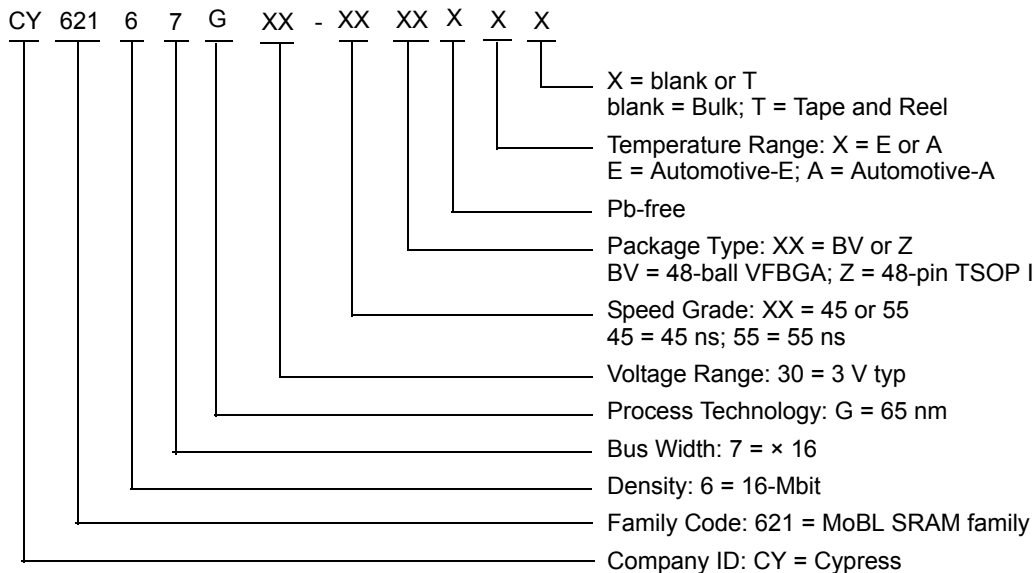 CY 621 6 7 G XX - XX XX X X X
X = blank or T
blank = Bulk; T = Tape and Reel
Temperature Range: X = E or A
E = Automotive-E; A = Automotive-A
Pb-free
Package Type: XX = BV or Z
BV = 48-ball VFBGA; Z = 48-pin TSOP I
Speed Grade: XX = 45 or 55
45 = 45 ns; 55 = 55 ns
Voltage Range: 30 = 3 V typ
Process Technology: G = 65 nm
Bus Width: 7 = × 16
Density: 6 = 16-Mbit
Family Code: 621 = MoBL SRAM family
Company ID: CY = Cypress